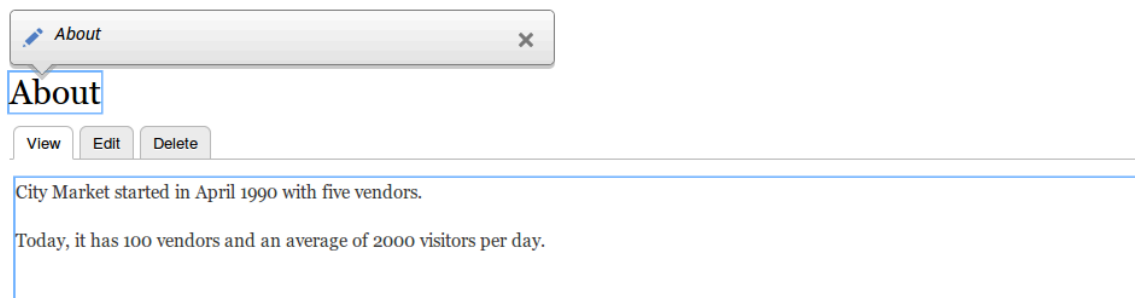 About
About
View Edit Delete
City Market started in April 1990 with five vendors.
Today, it has 100 vendors and an average of 2000 visitors per day.